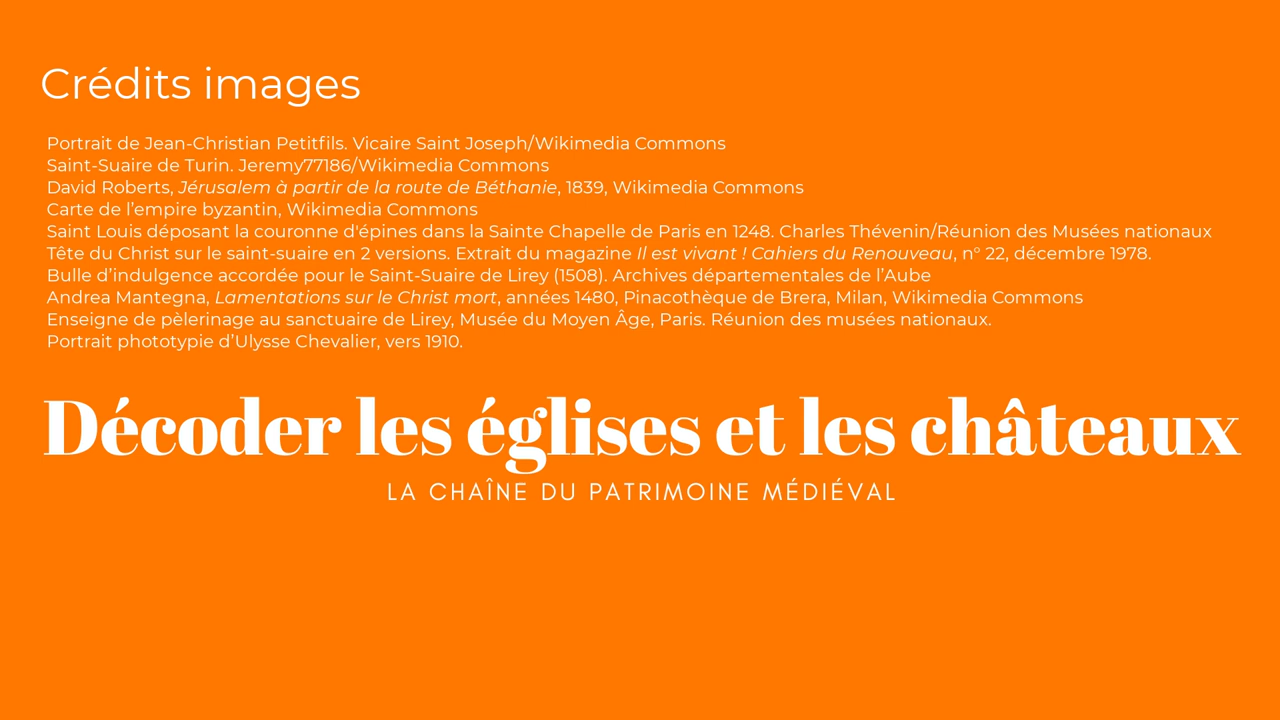 Crédits images
Portrait de Jean-Christian Petitfils. Vicaire Saint Joseph/Wikimedia Commons
Saint-Suaire de Turin. Jeremy77186/Wikimedia Commons
David Roberts, Jérusalem à partir de la route de Béthanie, 1839, Wikimedia Commons
Carte de l’empire byzantin, Wikimedia Commons
Saint Louis déposant la couronne d'épines dans la Sainte Chapelle de Paris en 1248. Charles Thévenin/Réunion des Musées nationaux
Tête du Christ sur le saint-suaire en 2 versions. Extrait du magazine Il est vivant ! Cahiers du Renouveau, n° 22, décembre 1978.
Bulle d’indulgence accordée pour le Saint-Suaire de Lirey (1508). Archives départementales de l’Aube
Andrea Mantegna, Lamentations sur le Christ mort, années 1480, Pinacothèque de Brera, Milan, Wikimedia Commons
Enseigne de pèlerinage au sanctuaire de Lirey, Musée du Moyen Âge, Paris. Réunion des musées nationaux.
Portrait phototypie d’Ulysse Chevalier, vers 1910.
Décoder les églises et les châteaux
LA CHAÎNE DU PATRIMOINE MÉDIÉVAL